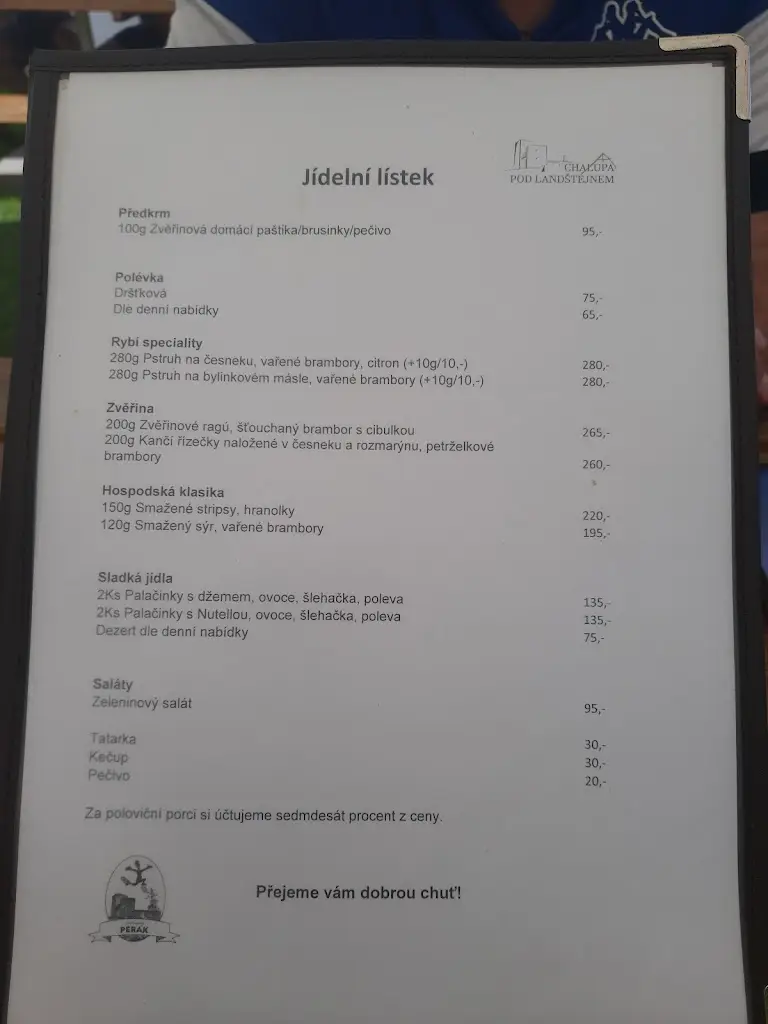 Jídelní lístek
CHALUPA
POD LANDŠTEJNEM
Předkrm
100g Zvěřinová domácí paštika/brusinky/pečivo 95,-
Polévka
Dršťková 75,-
Dle denní nabídky 65,-
Rybí speciality
280g Pstruh na česneku, vařené brambory, citron (+10g/10,-) 280,-
280g Pstruh na bylinkovém másle, vařené brambory (+10g/10,-) 280,-
Zvěřina
200g Zvěřinové ragú, šťouchaný brambor s cibulkou 265,-
200g Kančí řízečky naložené v česneku a rozmarýnu, petrželkové
brambory 260,-
Hospodská klasika
150g Smažené stripsy, hranolky 220,-
120g Smažený sýr, vařené brambory 195,-
Sladká jídla
2Ks Palačinky s džemem, ovoce, šlehačka, poleva 135,-
2Ks Palačinky s Nutellou, ovoce, šlehačka, poleva 135,-
Dezert dle denní nabídky 75,-
Saláty
Zeleninový salát 95,-
Tatarka 30,-
Kečup 30,-
Pečivo 20,-
Za poloviční porci si účtujeme sedmdesát procent z ceny.
Přejeme vám dobrou chuť!
PERÁK